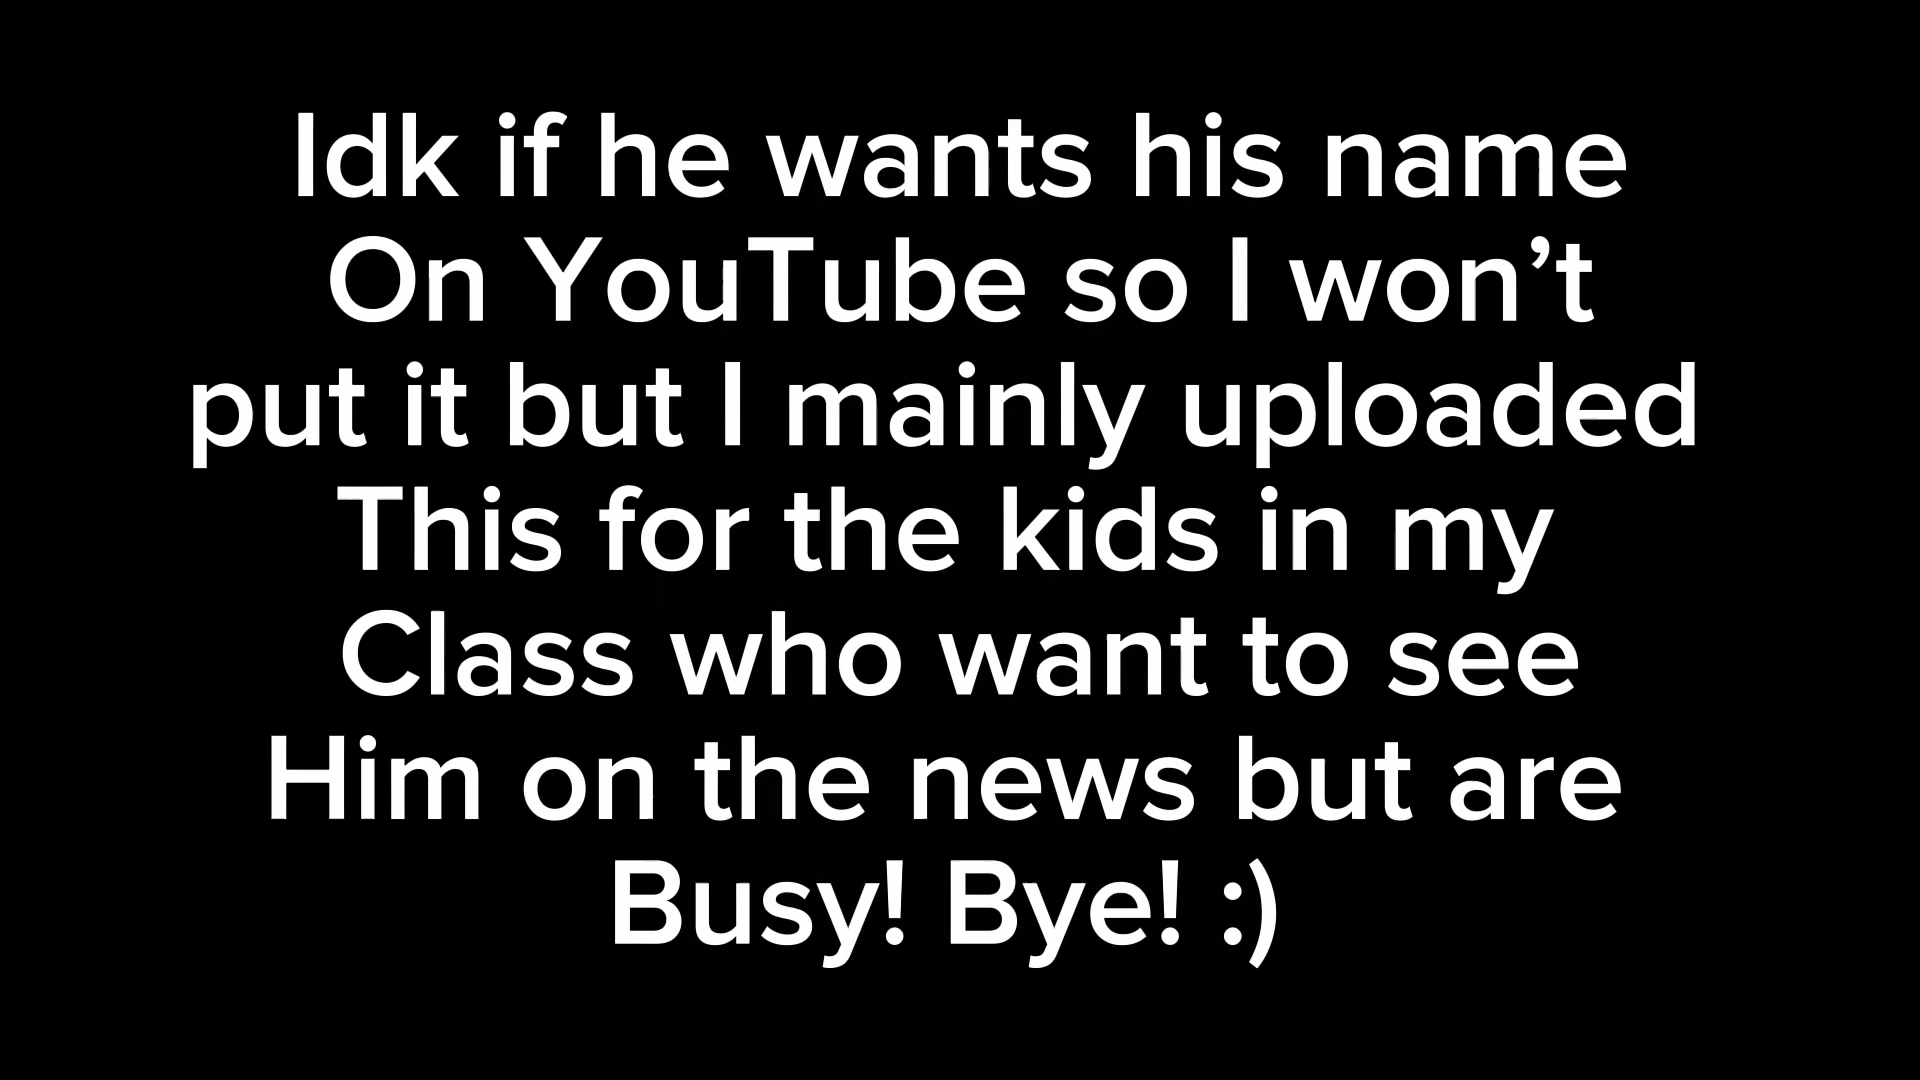 Idk if he wants his name
On YouTube so I won’t
put it but I mainly uploaded
This for the kids in my
Class who want to see
Him on the news but are
Busy! Bye! :)